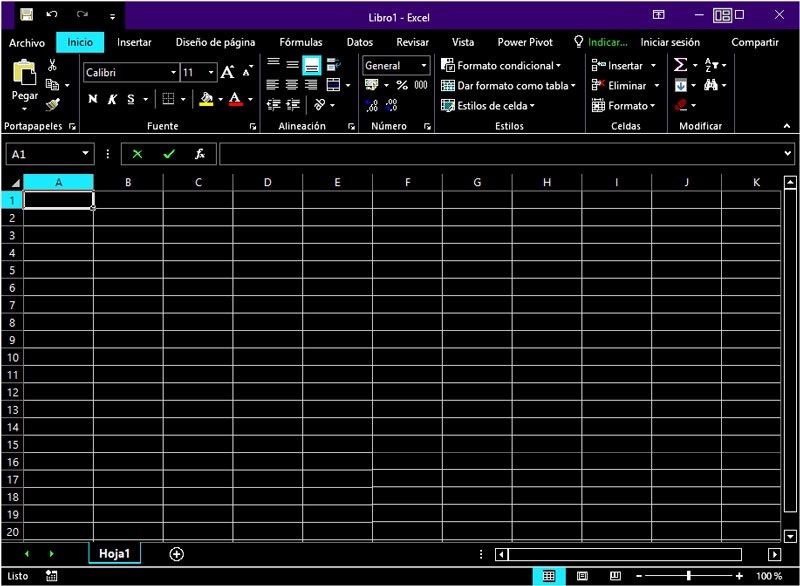 Libro1 - Excel
Archivo Inicio Insertar Diseño de página Fórmulas Datos Revisar Vista Power Pivot Indicar... Iniciar sesión Compartir
Pegar
Calibri 11 A A
N K S A
General
% 000
Formato condicional
Dar formato como tabla
Estilos de celda
Insertar
Eliminar
Formato
Σ
Portapapeles Fuente Alineación Número Estilos Celdas Modificar
A1 fx
A B C D E F G H I J K
1
2
3
4
5
6
7
8
9
10
11
12
13
14
15
16
17
18
19
20
Hoja1
Listo 100 %